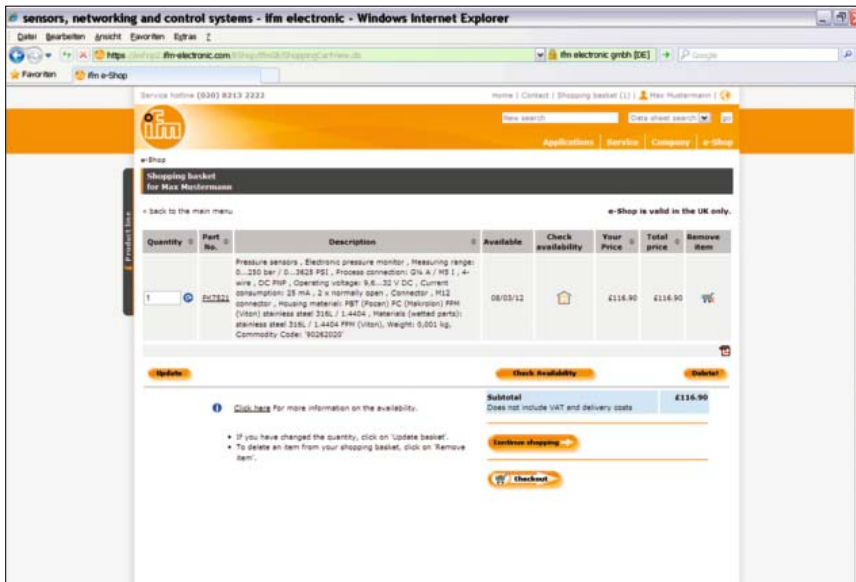 sensors, networking and control systems - ifm electronic - Windows Internet Explorer
Datei Bearbeiten Ansicht Favoriten Extras ?
https ifm-electronic.com ifm electronic gmbh [DE] Google
Favoriten ifm e-Shop
Service hotline (020) 8213 2222 Home | Contact | Shopping basket (1) | Max Mustermann |
ifm
New search Data sheet search go
Applications Service Company e-Shop
e-Shop
Shopping basket
for Max Mustermann
Product line
< back to the main menu e-Shop is valid in the UK only.
Quantity Part No. Description Available Check availability Your Price Total price Remove item
Pressure sensors , Electronic pressure monitor , Measuring range:
0...250 bar / 0...3625 PSI , Process connection: G¼ A / M5 I , 4-
wire , DC PNP , Operating voltage: 9,6...32 V DC , Current
consumption: 25 mA , 2 x normally open , Connector , M12
connector , Housing material: PBT (Pocan) PC (Makrolon) FPM
(Viton) stainless steel 316L / 1.4404 , Materials (wetted parts):
stainless steel 316L / 1.4404 FPM (Viton), Weight: 0,001 kg,
Commodity Code: '90262020'
1 PK7521 08/03/12 £116.90 £116.90
Update Check Availability Delete!
Subtotal £116.90
Does not include VAT and delivery costs
Click here For more information on the availability.
• If you have changed the quantity, click on 'Update basket'.
• To delete an item from your shopping basket, click on 'Remove
item'.
Continue shopping
Checkout